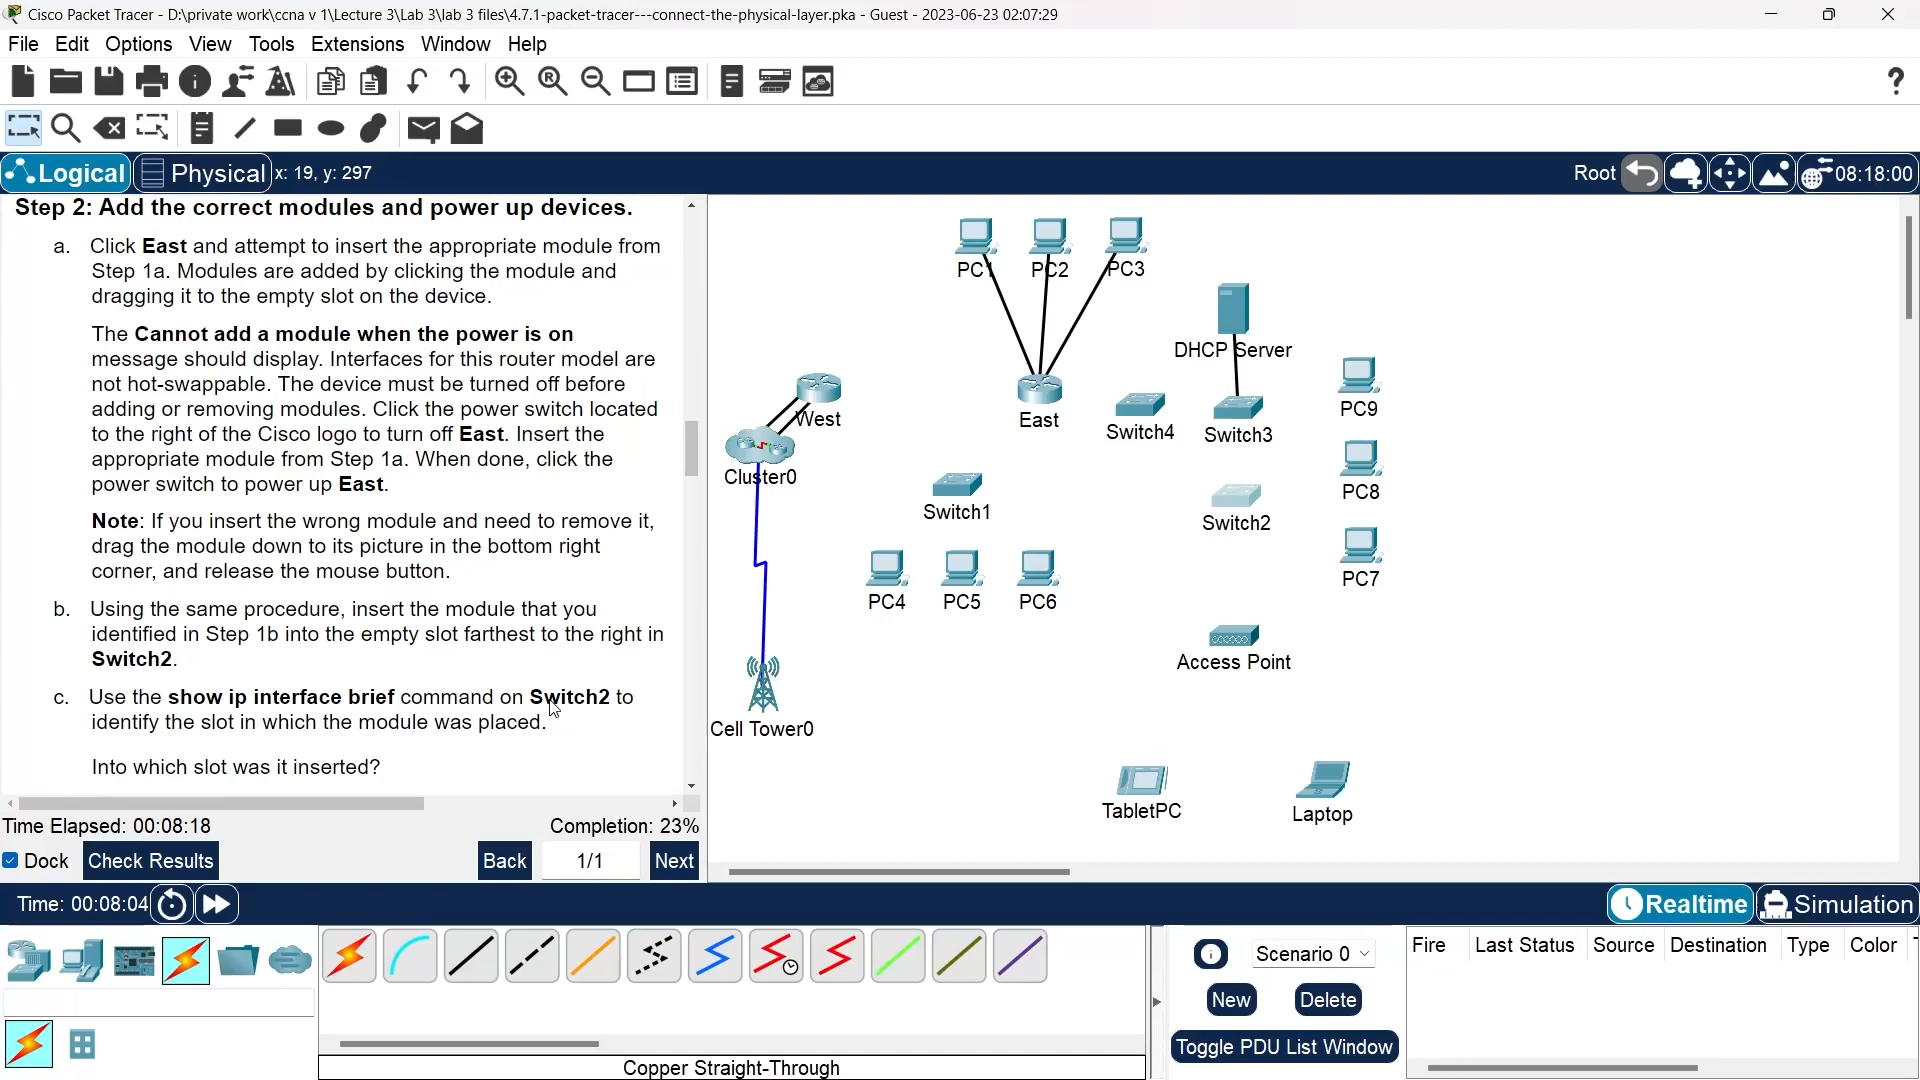 Cisco Packet Tracer - D:\private work\ccna v 1\Lecture 3\Lab 3\lab 3 files\4.7.1-packet-tracer---connect-the-physical-layer.pka - Guest - 2023-06-23 02:07:29
File Edit Options View Tools Extensions Window Help
Logical Physical x: 19, y: 297 Root 08:18:00
Step 2: Add the correct modules and power up devices.
a. Click East and attempt to insert the appropriate module from
Step 1a. Modules are added by clicking the module and
dragging it to the empty slot on the device.
The Cannot add a module when the power is on
message should display. Interfaces for this router model are
not hot-swappable. The device must be turned off before
adding or removing modules. Click the power switch located
to the right of the Cisco logo to turn off East. Insert the
appropriate module from Step 1a. When done, click the
power switch to power up East.
Note: If you insert the wrong module and need to remove it,
drag the module down to its picture in the bottom right
corner, and release the mouse button.
b. Using the same procedure, insert the module that you
identified in Step 1b into the empty slot farthest to the right in
Switch2.
c. Use the show ip interface brief command on Switch2 to
identify the slot in which the module was placed.
Into which slot was it inserted?
Time Elapsed: 00:08:18 Completion: 23%
Dock Check Results Back 1/1 Next
PC1 PC2 PC3
DHCP Server
PC9
West East Switch4 Switch3
Cluster0
PC8
Switch1 Switch2
PC7
PC4 PC5 PC6
Access Point
Cell Tower0
TabletPC Laptop
Time: 00:08:04 Realtime Simulation
Scenario 0
New Delete
Toggle PDU List Window
Fire Last Status Source Destination Type Color
Copper Straight-Through